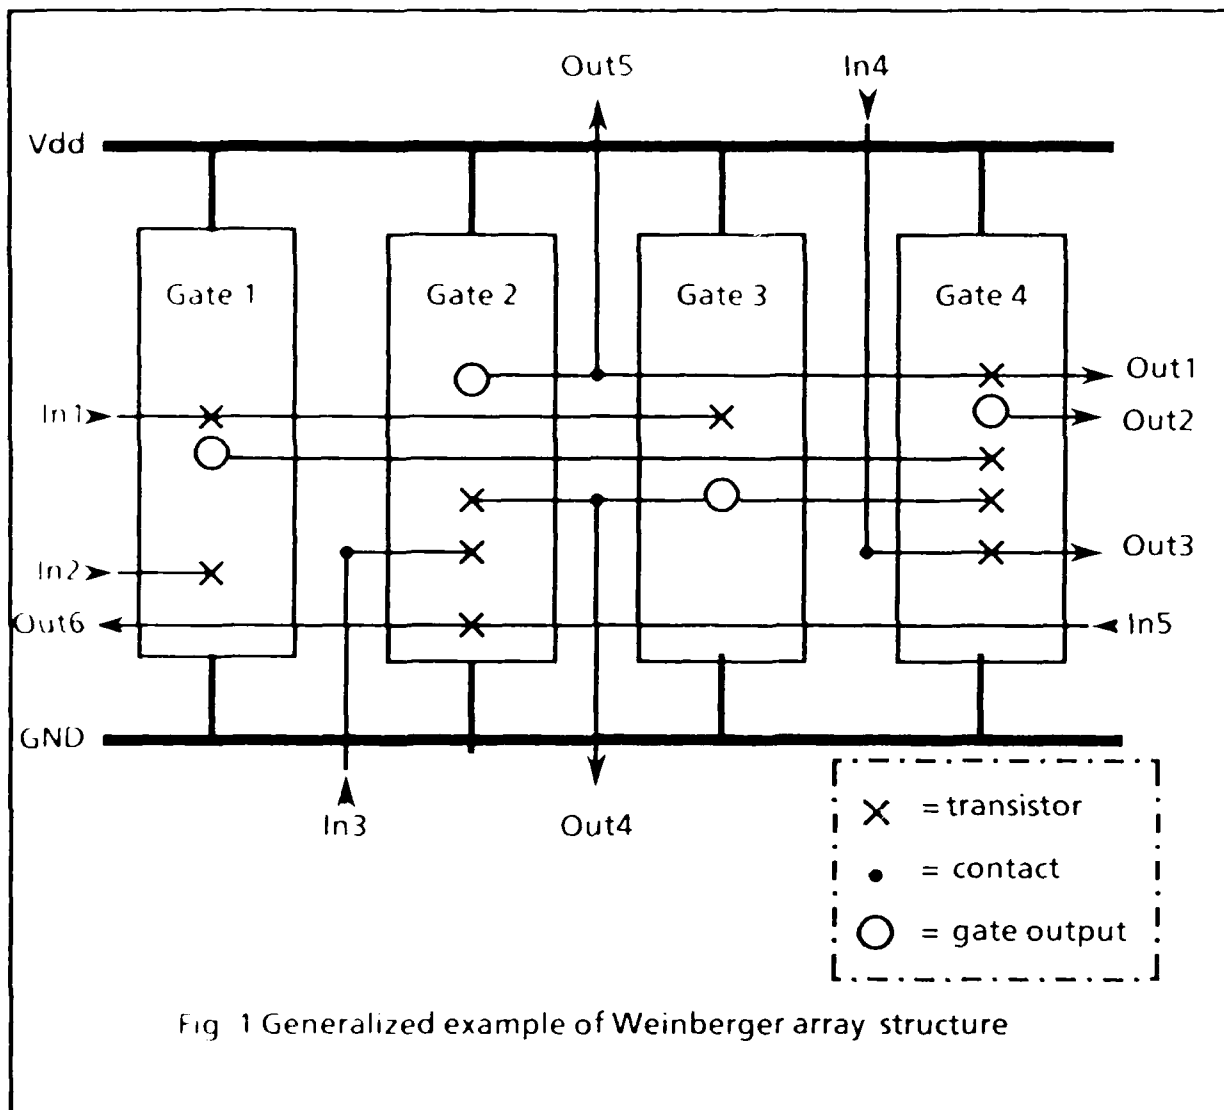 Out5
In4
Vdd
Gate 1
Gate 2
Gate 3
Gate 4
Out1
In1
Out2
Out3
In2
Out6
In5
GND
In3
Out4
= transistor
= contact
= gate output
Fig 1 Generalized example of Weinberger array structure